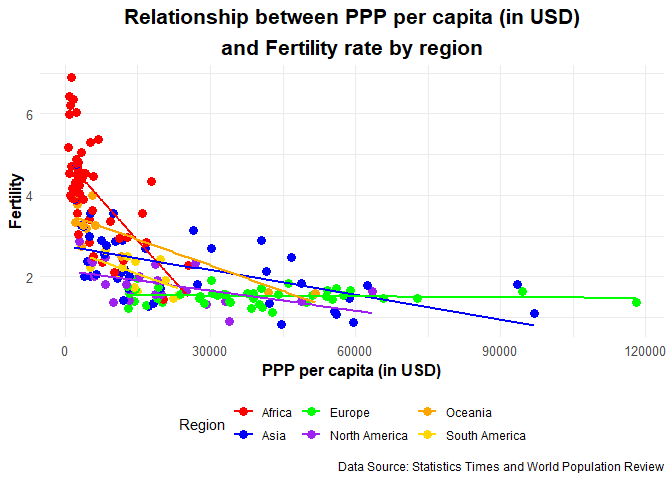 Relationship between PPP per capita (in USD)
and Fertility rate by region
Fertility
6
4
2
0
30000
60000
90000
120000
PPP per capita (in USD)
Region
Africa
Europe
Oceania
Asia
North America
South America
Data Source: Statistics Times and World Population Review